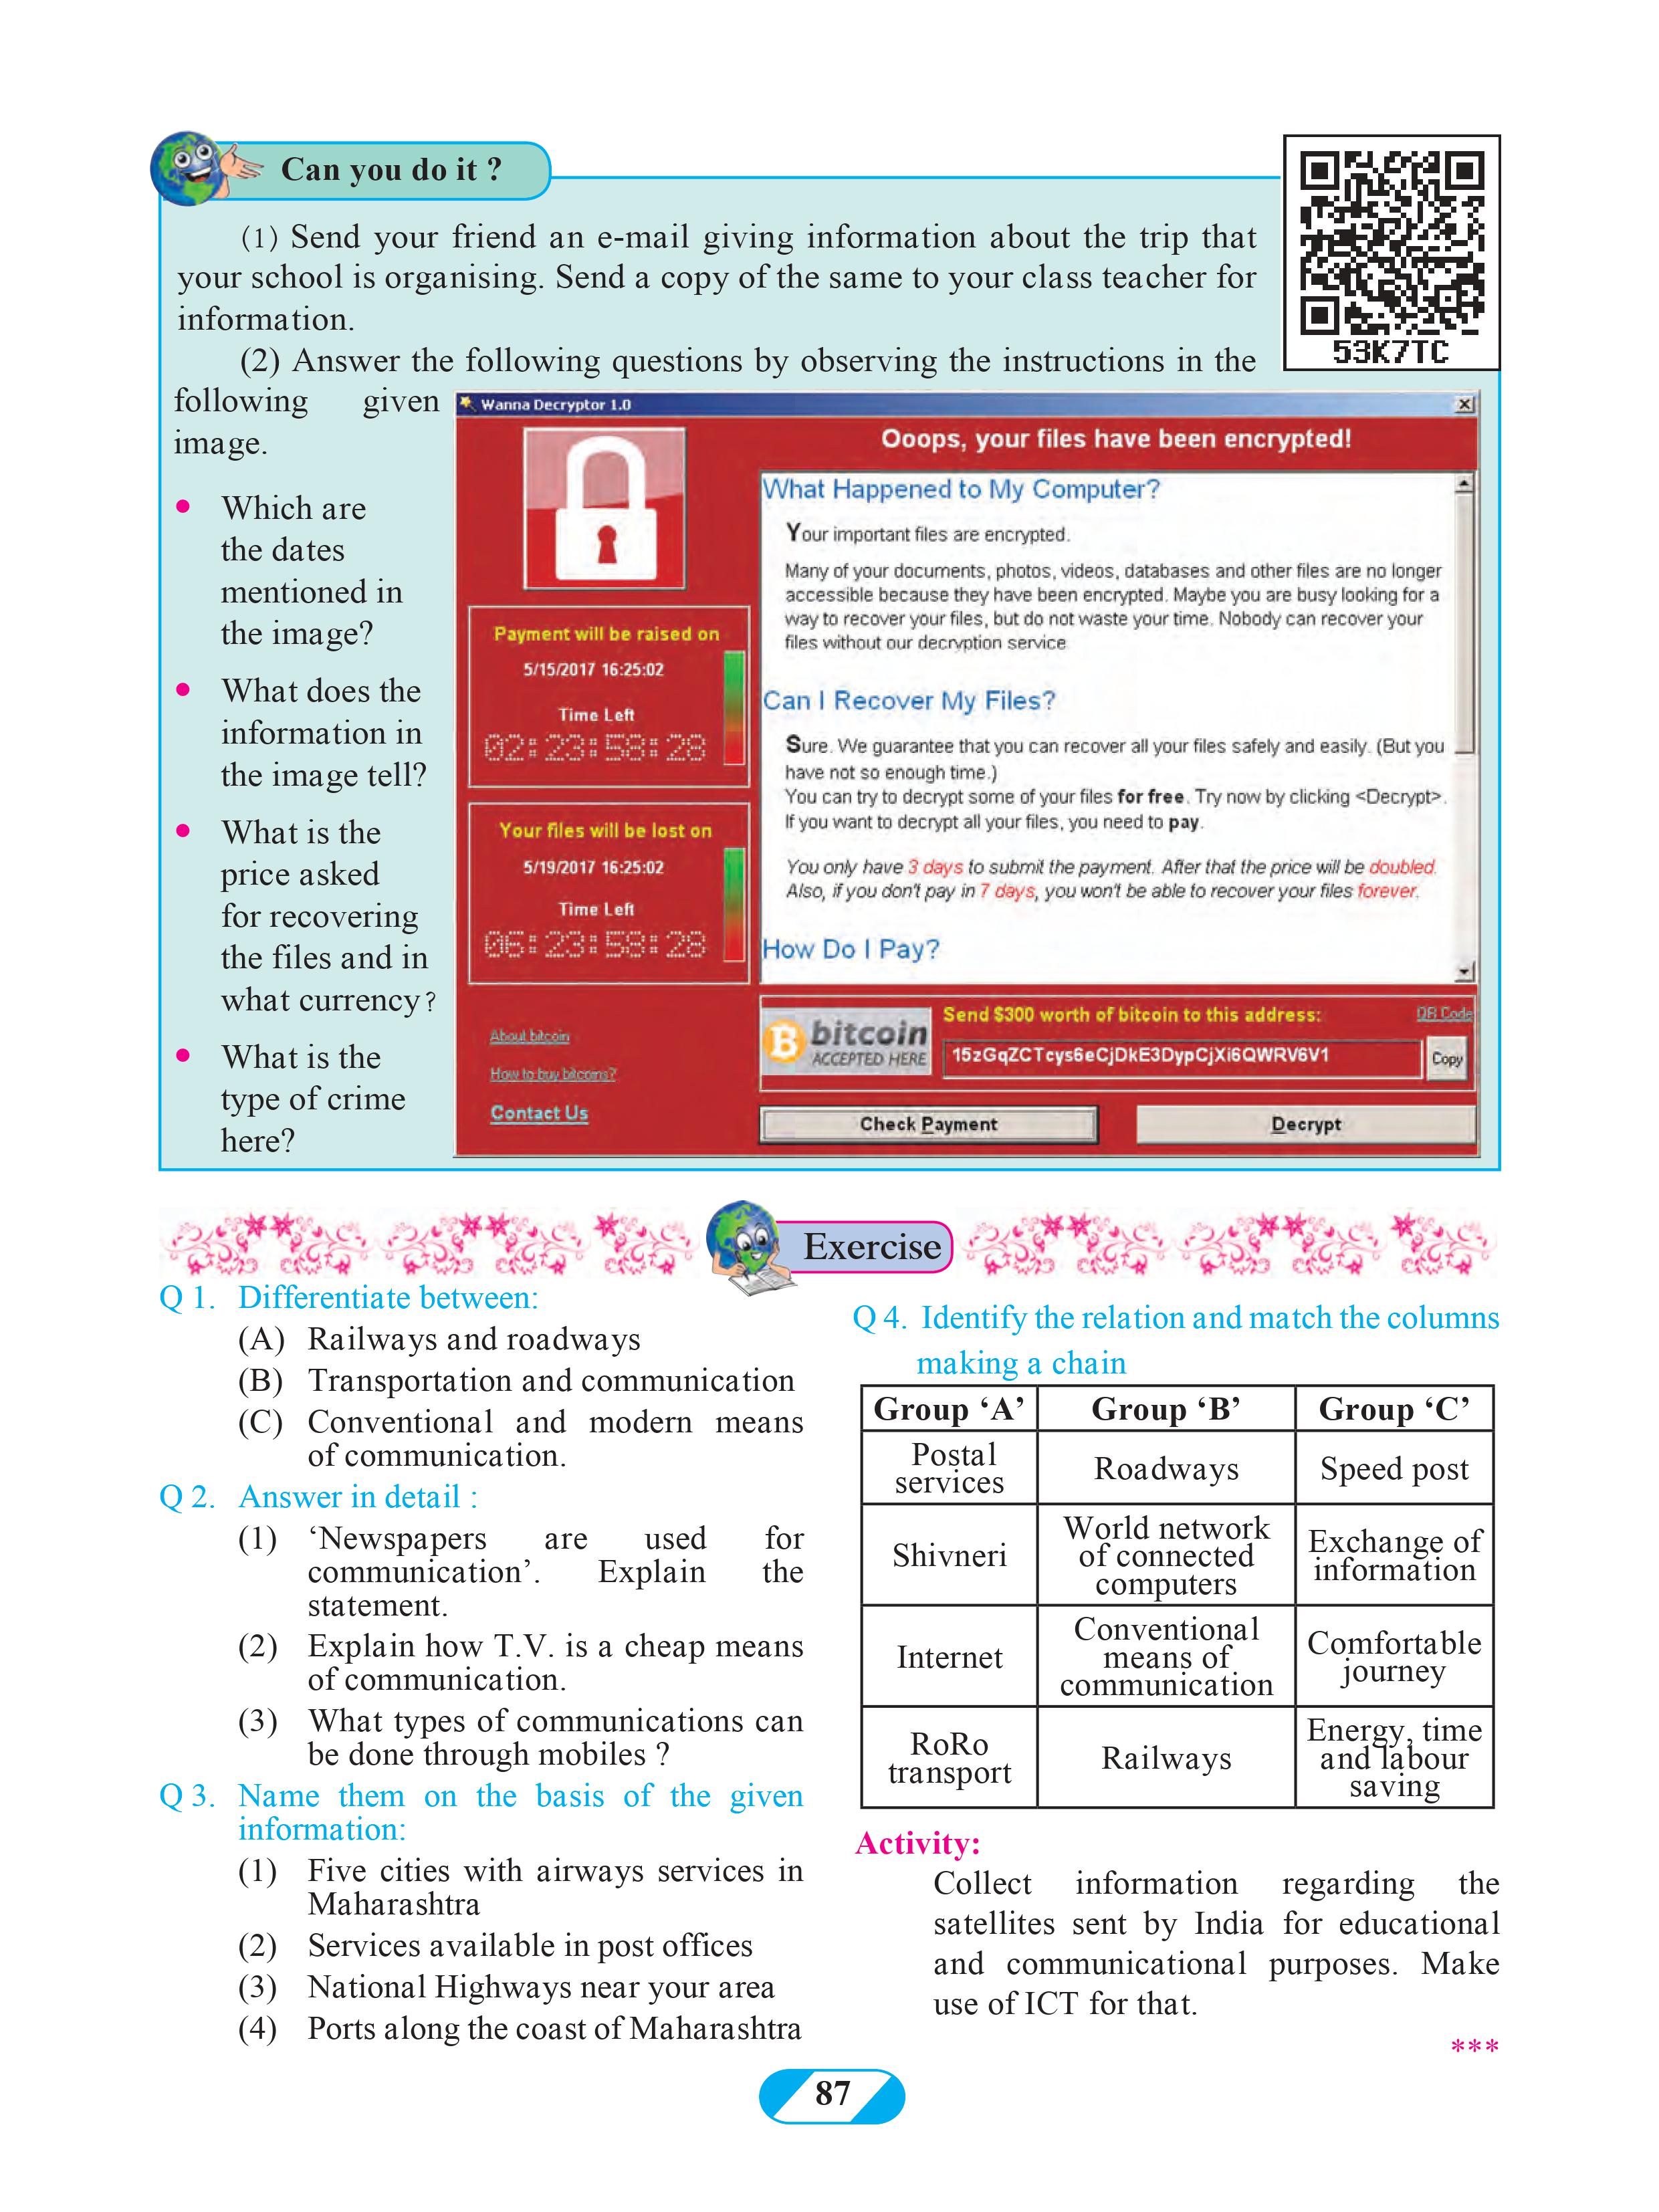 Can you do it ?
(1) Send your friend an e-mail giving information about the trip that
your school is organising. Send a copy of the same to your class teacher for
information.
53K7TC
(2) Answer the following questions by observing the instructions in the
following given
image.
• Which are
the dates
mentioned in
the image?
• What does the
information in
the image tell?
• What is the
price asked
for recovering
the files and in
what currency?
• What is the
type of crime
here?
Wanna Decryptor 1.0
Ooops, your files have been encrypted!
Payment will be raised on
5/15/2017 16:25:02
Time Left
02:23:58:28
Your files will be lost on
5/19/2017 16:25:02
Time Left
06:23:58:28
About bitcoin
How to buy bitcoins?
Contact Us
What Happened to My Computer?
Your important files are encrypted.
Many of your documents, photos, videos, databases and other files are no longer
accessible because they have been encrypted. Maybe you are busy looking for a
way to recover your files, but do not waste your time. Nobody can recover your
files without our decryption service
Can I Recover My Files?
Sure. We guarantee that you can recover all your files safely and easily. (But you
have not so enough time.)
You can try to decrypt some of your files for free. Try now by clicking <Decrypt>.
If you want to decrypt all your files, you need to pay.
You only have 3 days to submit the payment. After that the price will be doubled.
Also, if you don't pay in 7 days, you won't be able to recover your files forever.
How Do I Pay?
bitcoin
ACCEPTED HERE
Send $300 worth of bitcoin to this address:
QR Code
15zGqZCTcys6eCjDkE3DypCjXi6QWRV6V1
Copy
Check Payment
Decrypt
Exercise
Q 1. Differentiate between:
(A) Railways and roadways
(B) Transportation and communication
(C) Conventional and modern means
of communication.
Q 2. Answer in detail :
(1) ‘Newspapers are used for
communication’. Explain the
statement.
(2) Explain how T.V. is a cheap means
of communication.
(3) What types of communications can
be done through mobiles ?
Q 3. Name them on the basis of the given
information:
(1) Five cities with airways services in
Maharashtra
(2) Services available in post offices
(3) National Highways near your area
(4) Ports along the coast of Maharashtra
Q 4. Identify the relation and match the columns
making a chain
Group ‘A’ Group ‘B’ Group ‘C’
Postal
services
Roadways
Speed post
Shivneri
World network
of connected
computers
Exchange of
information
Internet
Conventional
means of
communication
Comfortable
journey
RoRo
transport
Railways
Energy, time
and labour
saving
Activity:
Collect information regarding the
satellites sent by India for educational
and communicational purposes. Make
use of ICT for that.
***
87